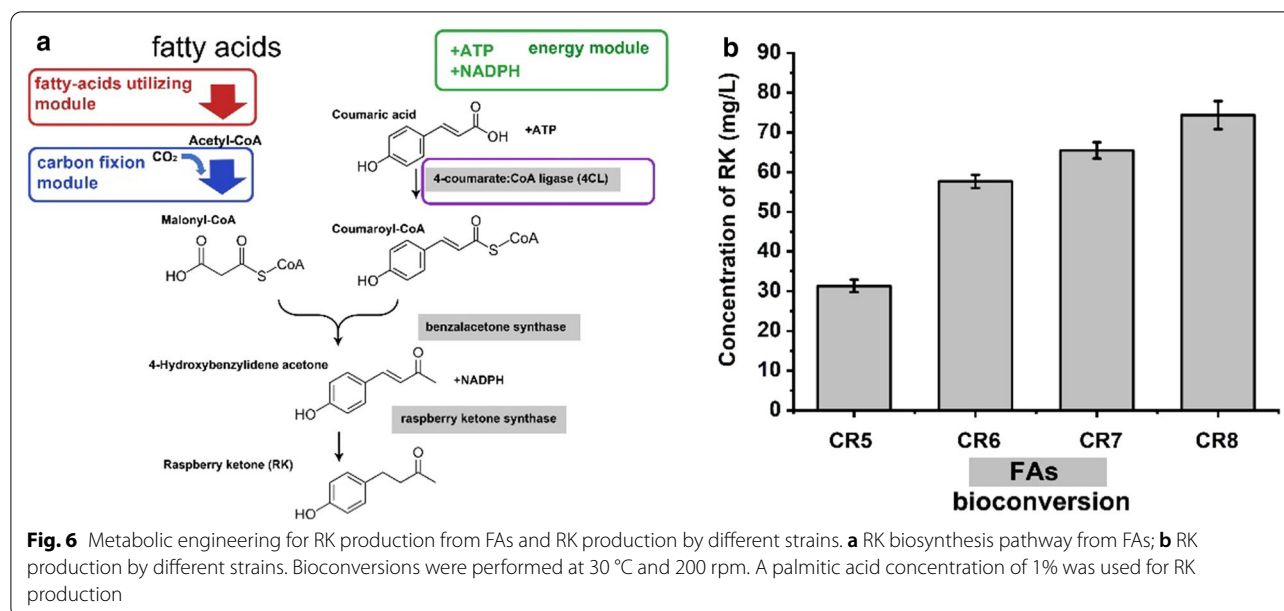 a
fatty acids
fatty-acids utilizing
module
+ATP energy module
+NADPH
Coumaric acid
O
OH
HO
+ATP
Acetyl-CoA
CO₂
carbon fixion
module
4-coumarate:CoA ligase (4CL)
Malonyl-CoA
O O
HO S CoA
Coumaroyl-CoA
O
S CoA
HO
benzalacetone synthase
4-Hydroxybenzylidene acetone
O
HO
+NADPH
raspberry ketone synthase
Raspberry ketone (RK)
O
HO
b
Concentration of RK (mg/L)
90
80
70
60
50
40
30
20
10
0
CR5 CR6 CR7 CR8
FAs
bioconversion
Fig. 6 Metabolic engineering for RK production from FAs and RK production by different strains. a RK biosynthesis pathway from FAs; b RK
production by different strains. Bioconversions were performed at 30 °C and 200 rpm. A palmitic acid concentration of 1% was used for RK
production